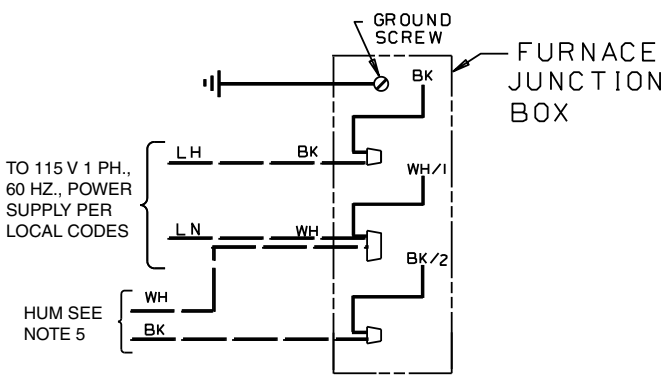 GROUND
SCREW
FURNACE
JUNCTION
BOX
BK
TO 115 V 1 PH.,
60 HZ., POWER
SUPPLY PER
LOCAL CODES
LH
BK
WH/1
LN
WH
BK/2
HUM SEE
NOTE 5
WH
BK